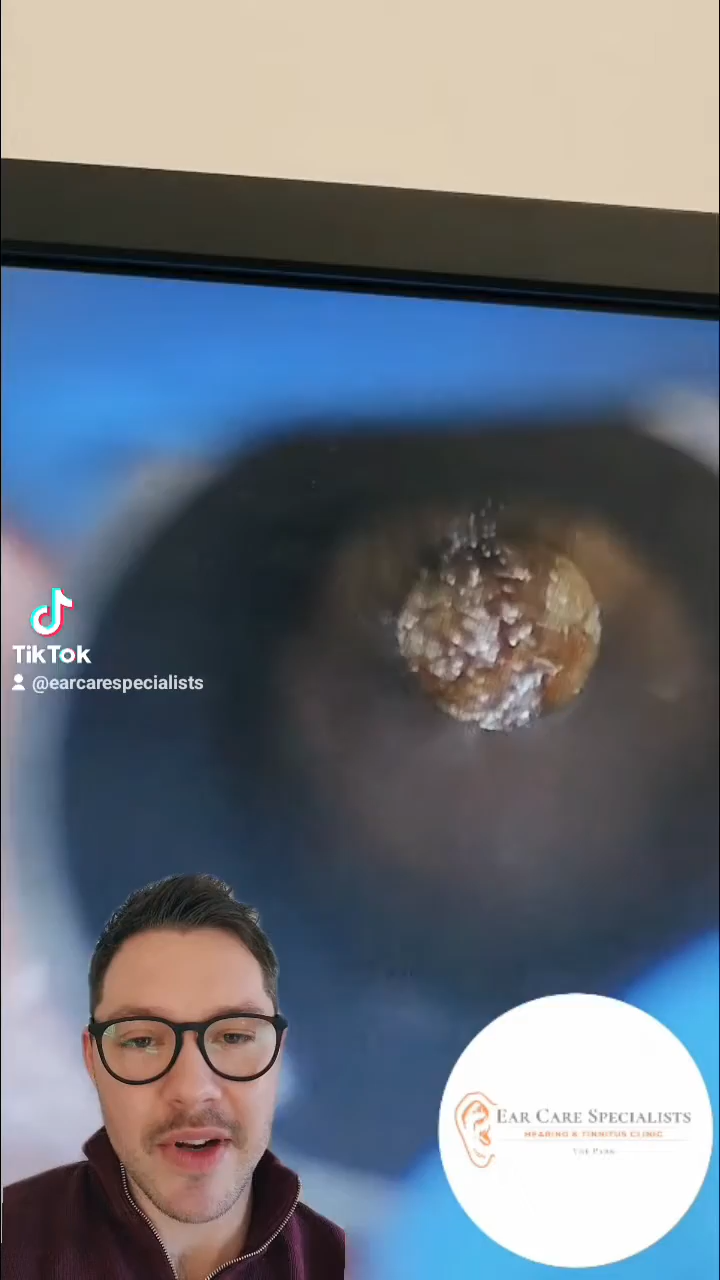 TikTok
@earcarespecialists
EAR CARE SPECIALISTS
HEARING & TINNITUS CLINIC